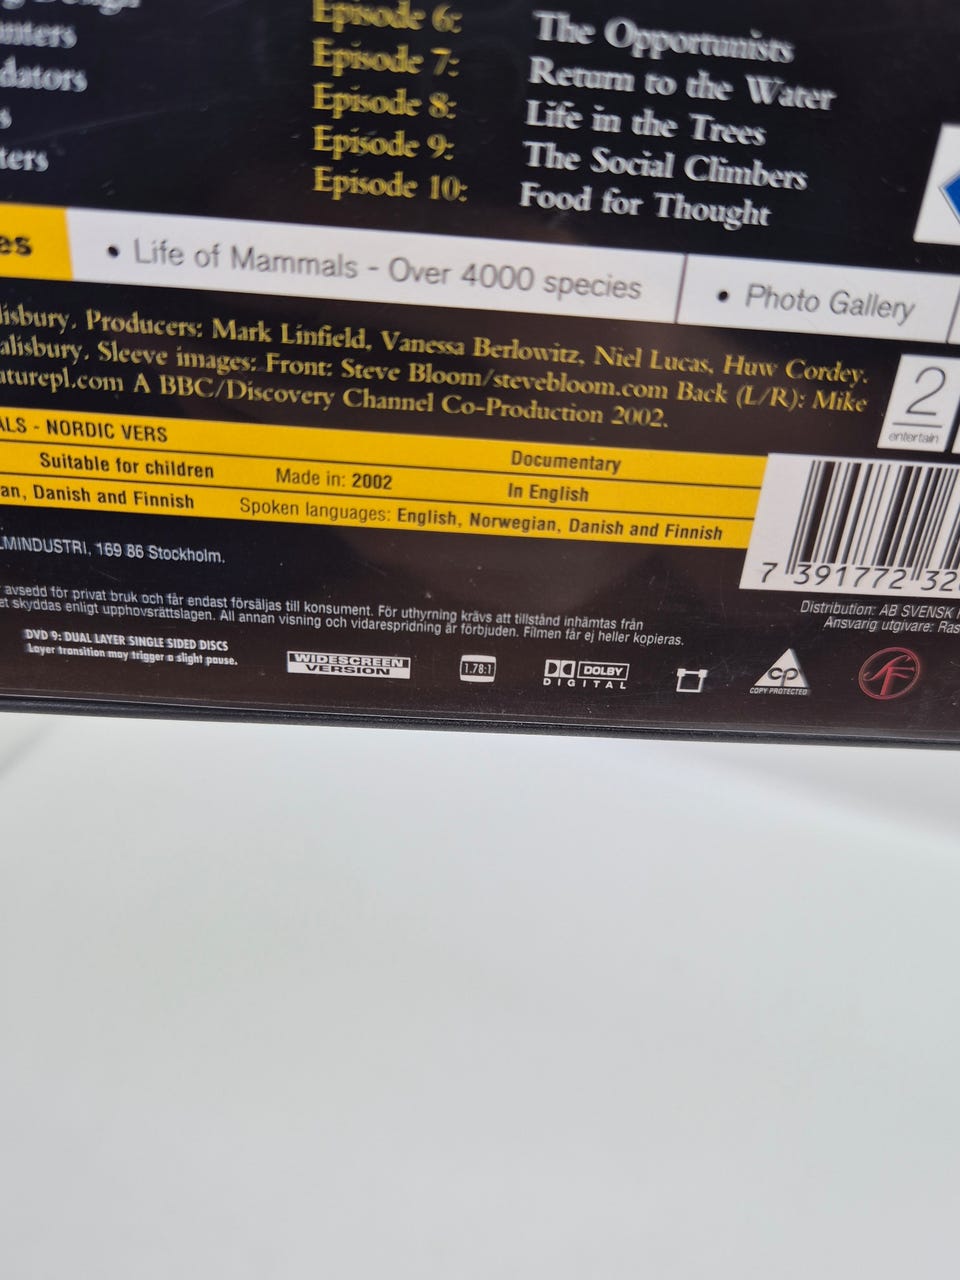 Design
Episode 6: The Opportunists
Episode 7: Return to the Water
dators Episode 8: Life in the Trees
s Episode 9: The Social Climbers
ters Episode 10: Food for Thought
es • Life of Mammals - Over 4000 species • Photo Gallery
lisbury. Producers: Mark Linfield, Vanessa Berlowitz, Niel Lucas, Huw Cordey.
alisbury. Sleeve images: Front: Steve Bloom/stevebloom.com Back (L/R): Mike
aturepl.com A BBC/Discovery Channel Co-Production 2002.
2
entertain
ALS - NORDIC VERS Documentary
Suitable for children Made in: 2002 In English
an, Danish and Finnish Spoken languages: English, Norwegian, Danish and Finnish
7 391772 32
LMINDUSTRI, 169 86 Stockholm.
avsedd för privat bruk och får endast försäljas till konsument. För uthyrning krävs att tillstånd inhämtas från
et skyddas enligt upphovsrättslagen. All annan visning och vidarespridning är förbjuden. Filmen får ej heller kopieras.
Distribution: AB SVENSK
Ansvarig utgivare: Ras
DVD 9: DUAL LAYER SINGLE SIDED DISCS
Layer transition may trigger a slight pause.
WIDESCREEN
VERSION
1.78:1
DOLBY
DIGITAL
CP
COPY PROTECTED
SF